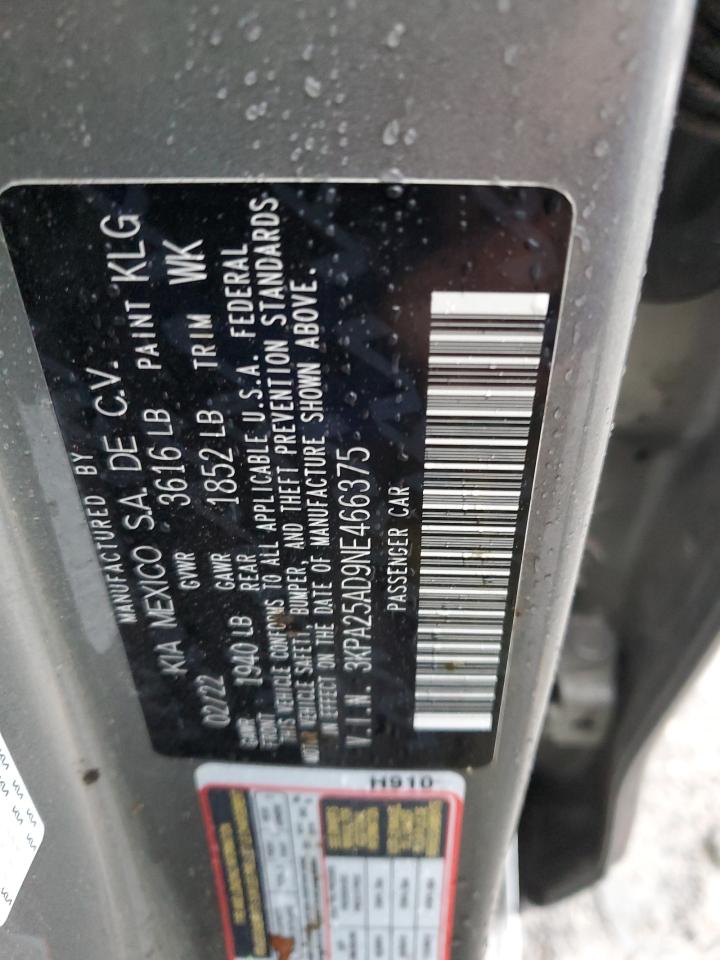 MANUFACTURED BY
KIA MEXICO S.A. DE C.V.
02/22 GVWR 3616 LB PAINT KLG
GAWR FRONT 1940 LB GAWR REAR 1852 LB TRIM WK
THIS VEHICLE CONFORMS TO ALL APPLICABLE U.S.A. FEDERAL
MOTOR VEHICLE SAFETY, BUMPER, AND THEFT PREVENTION STANDARDS
IN EFFECT ON THE DATE OF MANUFACTURE SHOWN ABOVE.
V.I.N. 3KPA25AD9NE466375
PASSENGER CAR
H910